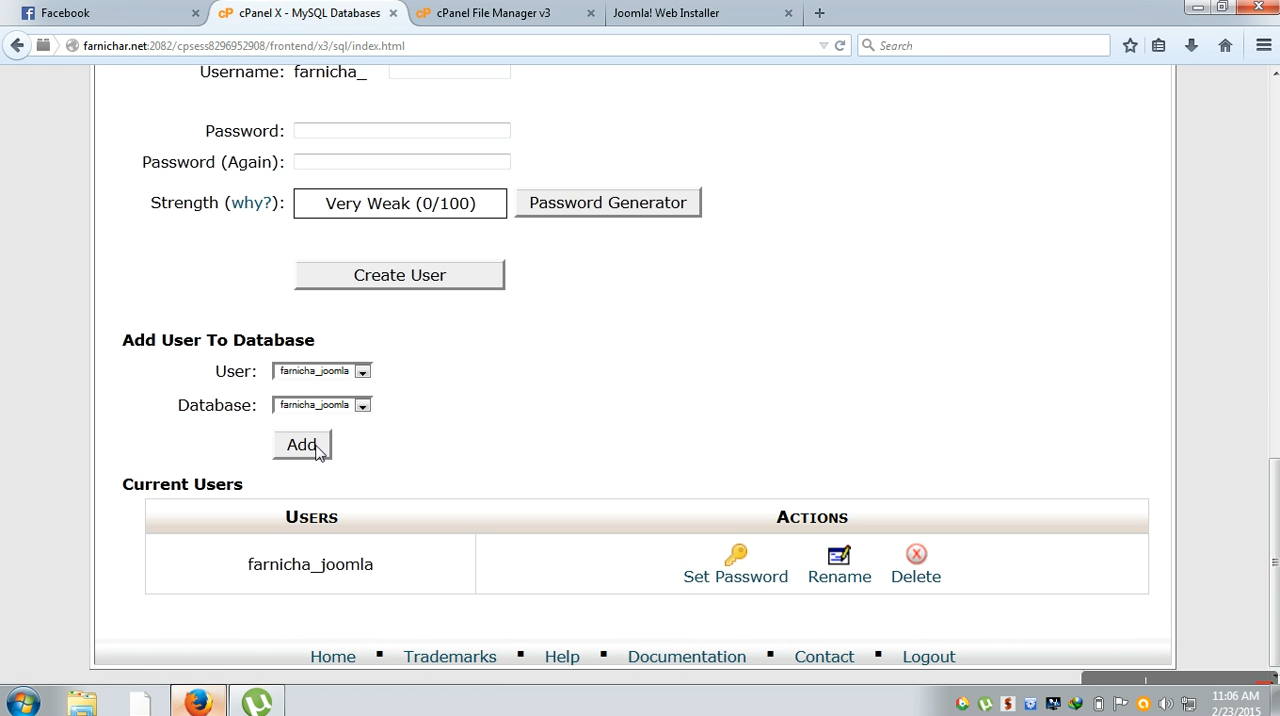 Facebook
cPanel X - MySQL Databases
cPanel File Manager v3
Joomla! Web Installer
farnichar.net:2082/cpsess8296952908/frontend/x3/sql/index.html
Search
Username: farnicha_
Password:
Password (Again):
Strength (why?): Very Weak (0/100) Password Generator
Create User
Add User To Database
User: farnicha_joomla
Database: farnicha_joomla
Add
Current Users
Users Actions
farnicha_joomla Set Password Rename Delete
Home ▪ Trademarks ▪ Help ▪ Documentation ▪ Contact ▪ Logout
11:06 AM
2/23/2015